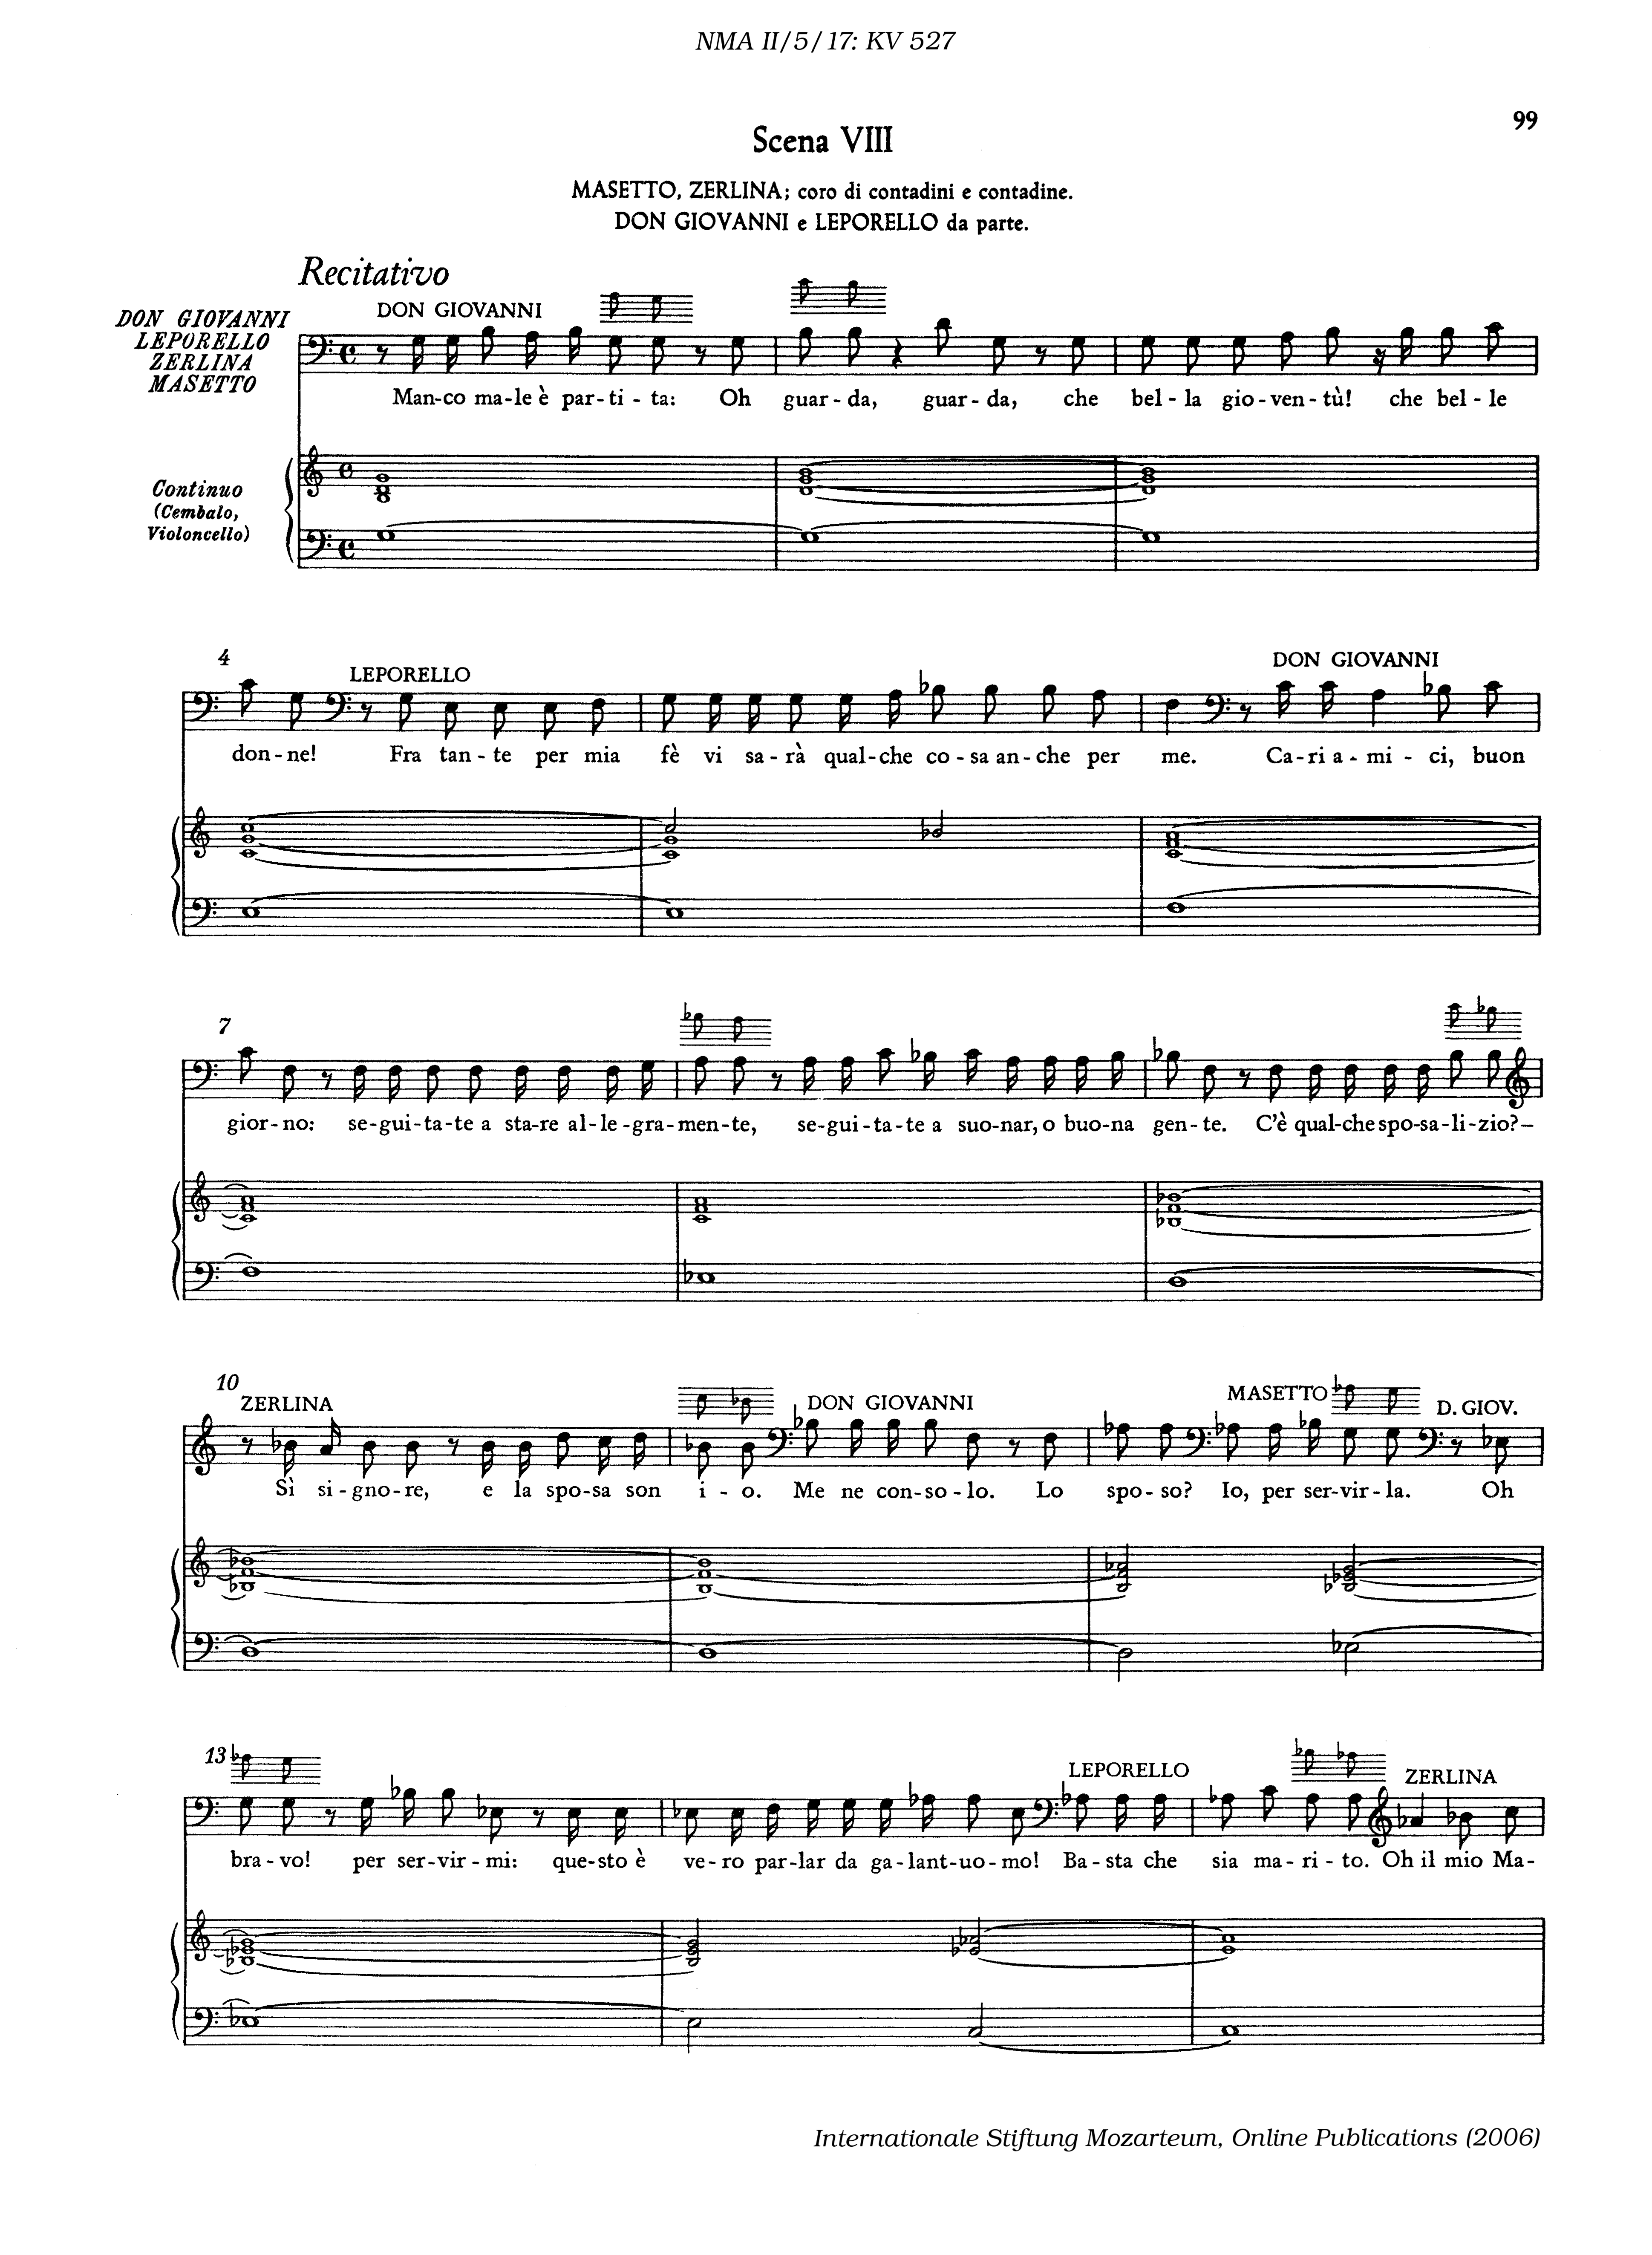 NMA II/5/17: KV 527
99
Scena VIII
MASETTO, ZERLINA; coro di contadini e contadine.
DON GIOVANNI e LEPORELLO da parte.
Recitativo
DON GIOVANNI
LEPORELLO
ZERLINA
MASETTO
DON GIOVANNI
Man-co ma-le è par-ti-ta: Oh guar-da, guar-da, che bel-la gio-ven-tù! che bel-le
Continuo
(Cembalo,
Violoncello)
4
LEPORELLO
DON GIOVANNI
don-ne! Fra tan-te per mia fè vi sa-rà qual-che co-sa an-che per me. Ca-ri a-mi-ci, buon
7
gior-no: se-gui-ta-te a sta-re al-le-gra-men-te, se-gui-ta-te a suo-nar, o buo-na gen-te. C'è qual-che spo-sa-li-zio?–
10
ZERLINA
DON GIOVANNI
MASETTO
D. GIOV.
Sì si-gno-re, e la spo-sa son i-o. Me ne con-so-lo. Lo spo-so? Io, per ser-vir-la. Oh
13
LEPORELLO
ZERLINA
bra-vo! per ser-vir-mi: que-sto è ve-ro par-lar da ga-lant-uo-mo! Ba-sta che sia ma-ri-to. Oh il mio Ma-
Internationale Stiftung Mozarteum, Online Publications (2006)